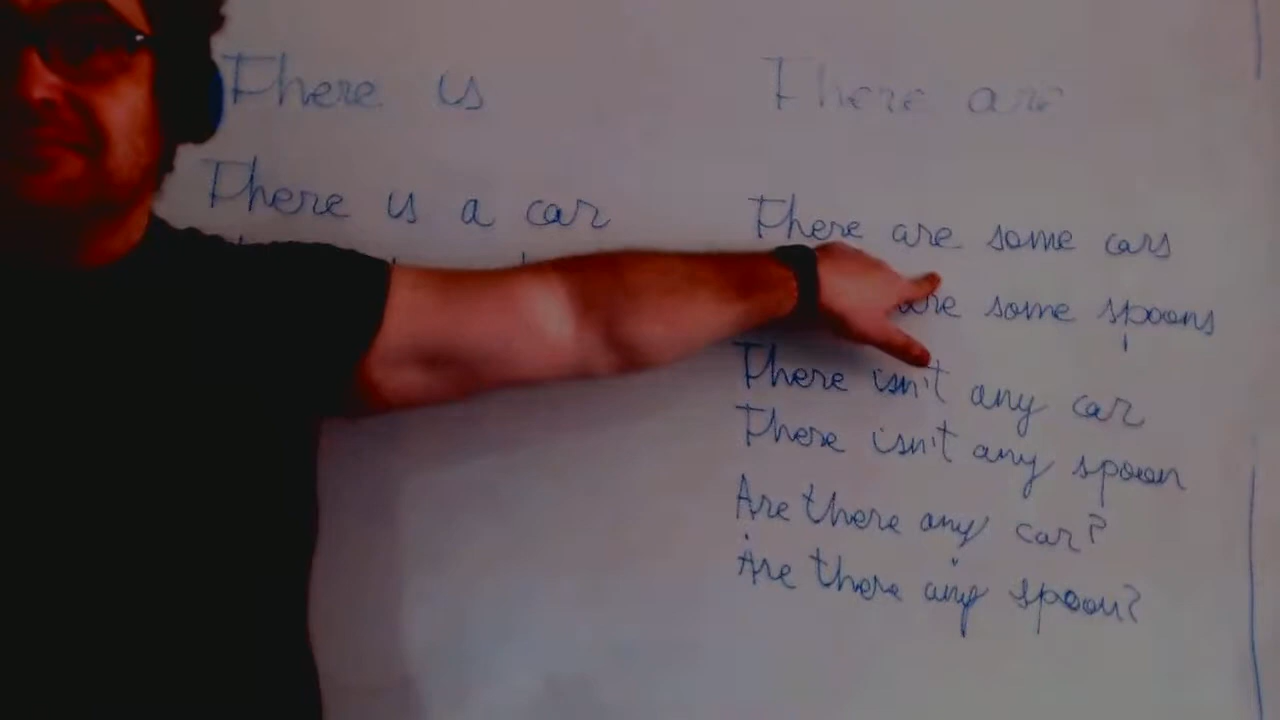 There is
There is a car
There are
There are some cars
are some spoons
There isn't any car
There isn't any spoon
Are there any car?
Are there any spoon?